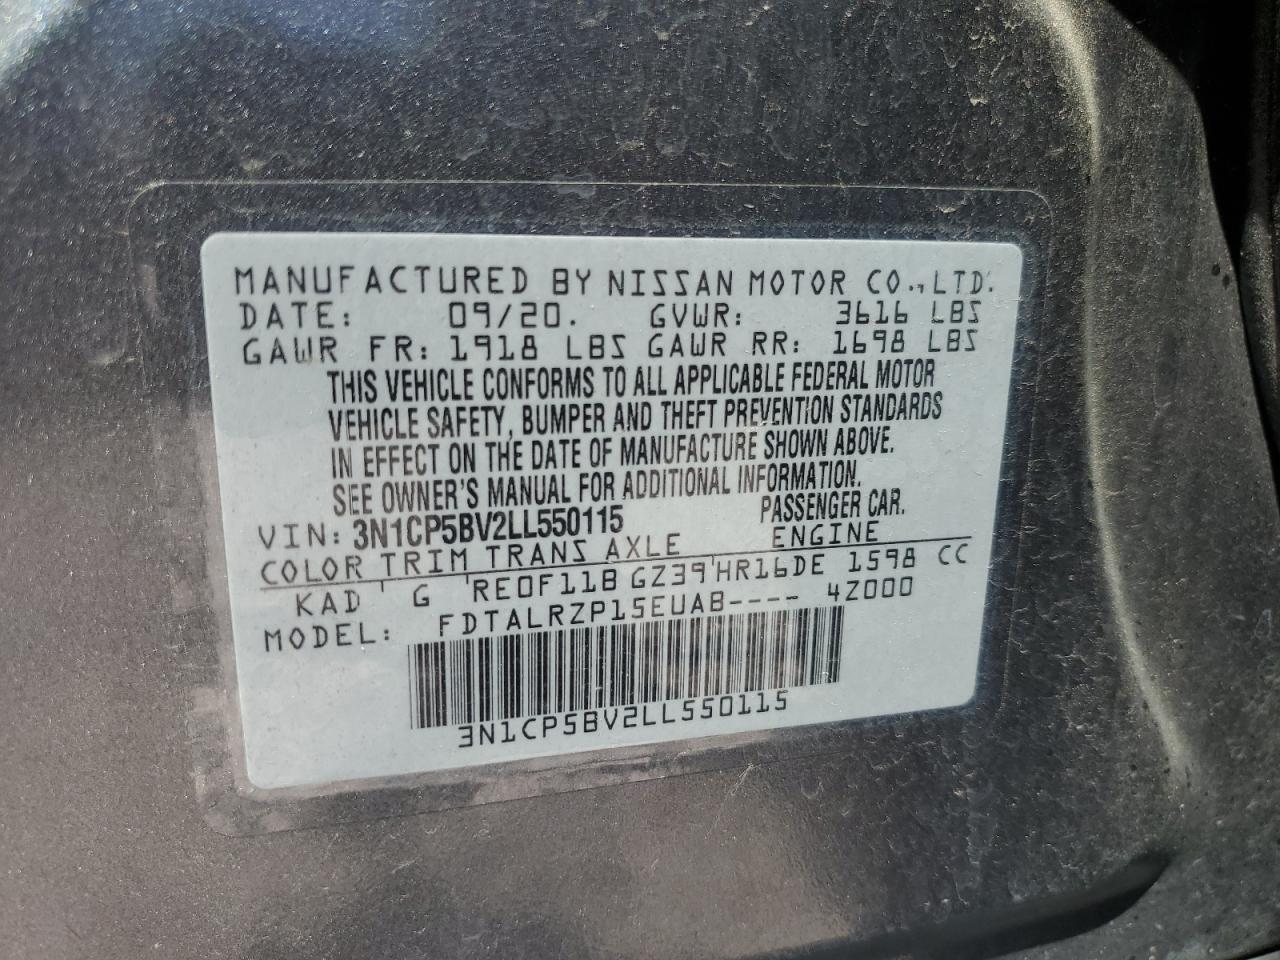 MANUFACTURED BY NISSAN MOTOR CO., LTD.
DATE: 09/20. GVWR: 3616 LBS
GAWR FR: 1918 LBS GAWR RR: 1698 LBS
THIS VEHICLE CONFORMS TO ALL APPLICABLE FEDERAL MOTOR
VEHICLE SAFETY, BUMPER AND THEFT PREVENTION STANDARDS
IN EFFECT ON THE DATE OF MANUFACTURE SHOWN ABOVE.
SEE OWNER'S MANUAL FOR ADDITIONAL INFORMATION.
VIN: 3N1CP5BV2LL550115 PASSENGER CAR.
COLOR TRIM TRANS AXLE ENGINE
KAD G RE0F11B GZ39 HR16DE 1598 CC
MODEL: FDTALRZP15EUAB---- 4Z000
3N1CP5BV2LL550115